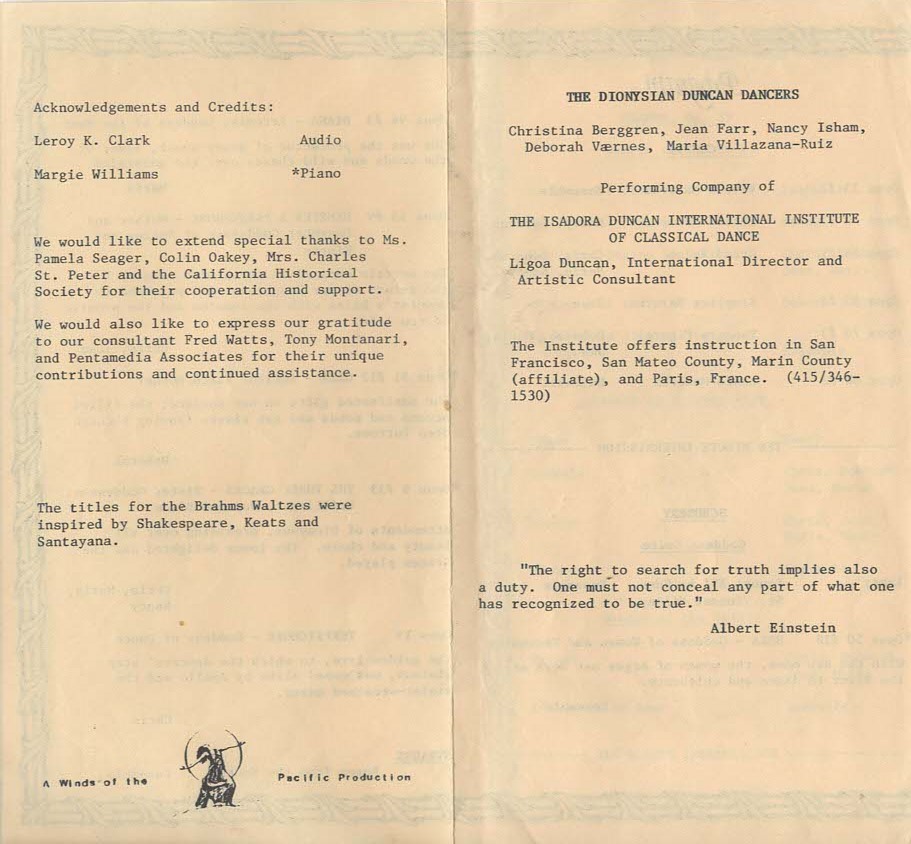 Acknowledgements and Credits:
Leroy K. Clark Audio
Margie Williams *Piano
We would like to extend special thanks to Ms.
Pamela Seager, Colin Oakey, Mrs. Charles
St. Peter and the California Historical
Society for their cooperation and support.
We would also like to express our gratitude
to our consultant Fred Watts, Tony Montanari,
and Pentamedia Associates for their unique
contributions and continued assistance.
The titles for the Brahms Waltzes were
inspired by Shakespeare, Keats and
Santayana.
A Winds of the Pacific Production
THE DIONYSIAN DUNCAN DANCERS
Christina Berggren, Jean Farr, Nancy Isham,
Deborah Værnes, Maria Villazana-Ruiz
Performing Company of
THE ISADORA DUNCAN INTERNATIONAL INSTITUTE
OF CLASSICAL DANCE
Ligoa Duncan, International Director and
Artistic Consultant
The Institute offers instruction in San
Francisco, San Mateo County, Marin County
(affiliate), and Paris, France. (415/346-
1530)
"The right to search for truth implies also
a duty. One must not conceal any part of what one
has recognized to be true."
Albert Einstein